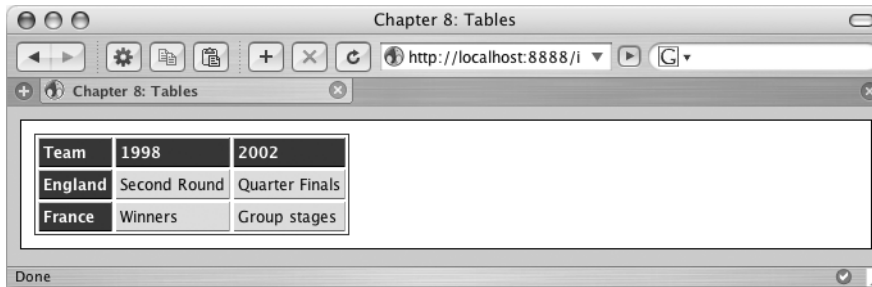 Chapter 8: Tables
http://localhost:8888/i
G
Chapter 8: Tables
Team 1998 2002
England Second Round Quarter Finals
France Winners Group stages
Done